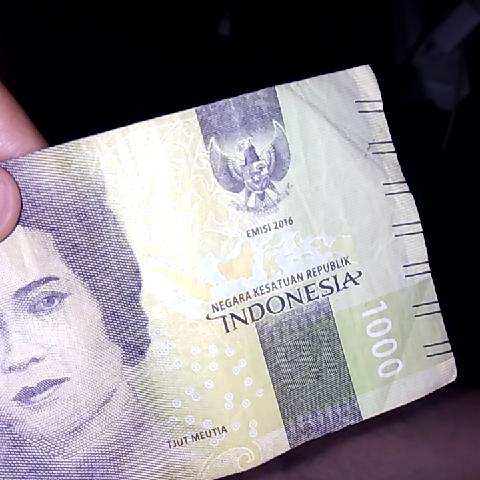 EMISI 2016
NEGARA KESATUAN REPUBLIK
INDONESIA
1000
TJUT MEUTIA